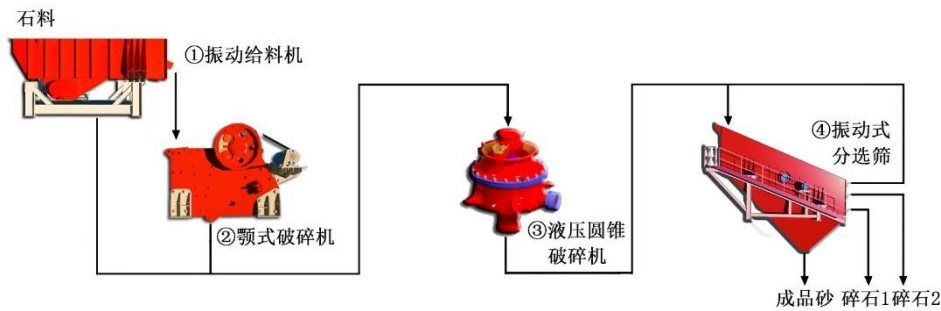 石料
①振动给料机
②颚式破碎机
③液压圆锥
破碎机
④振动式
分选筛
成品砂 碎石1 碎石2